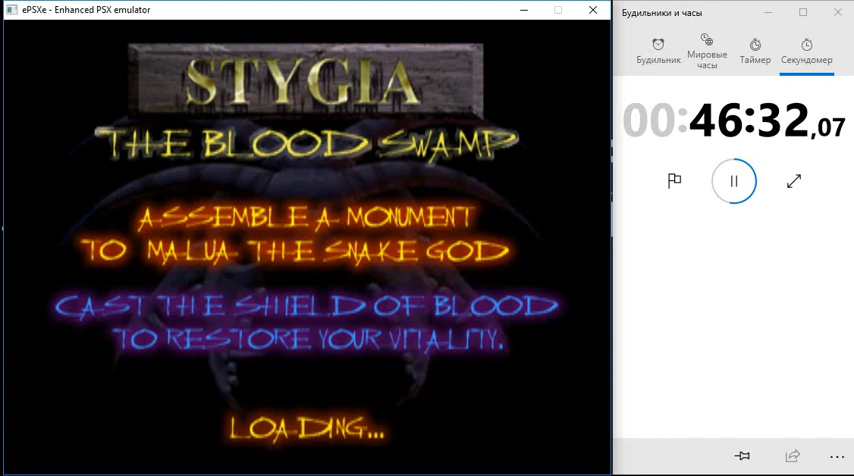 ePSXe - Enhanced PSX emulator
STYGIA
THE BLOOD SWAMP
ASSEMBLE A MONUMENT
TO MALUA THE SNAKE GOD
CAST THE SHIELD OF BLOOD
TO RESTORE YOUR VITALITY.
LOADING...
Будильники и часы
Будильник
Мировые
часы
Таймер
Секундомер
00:46:32,07